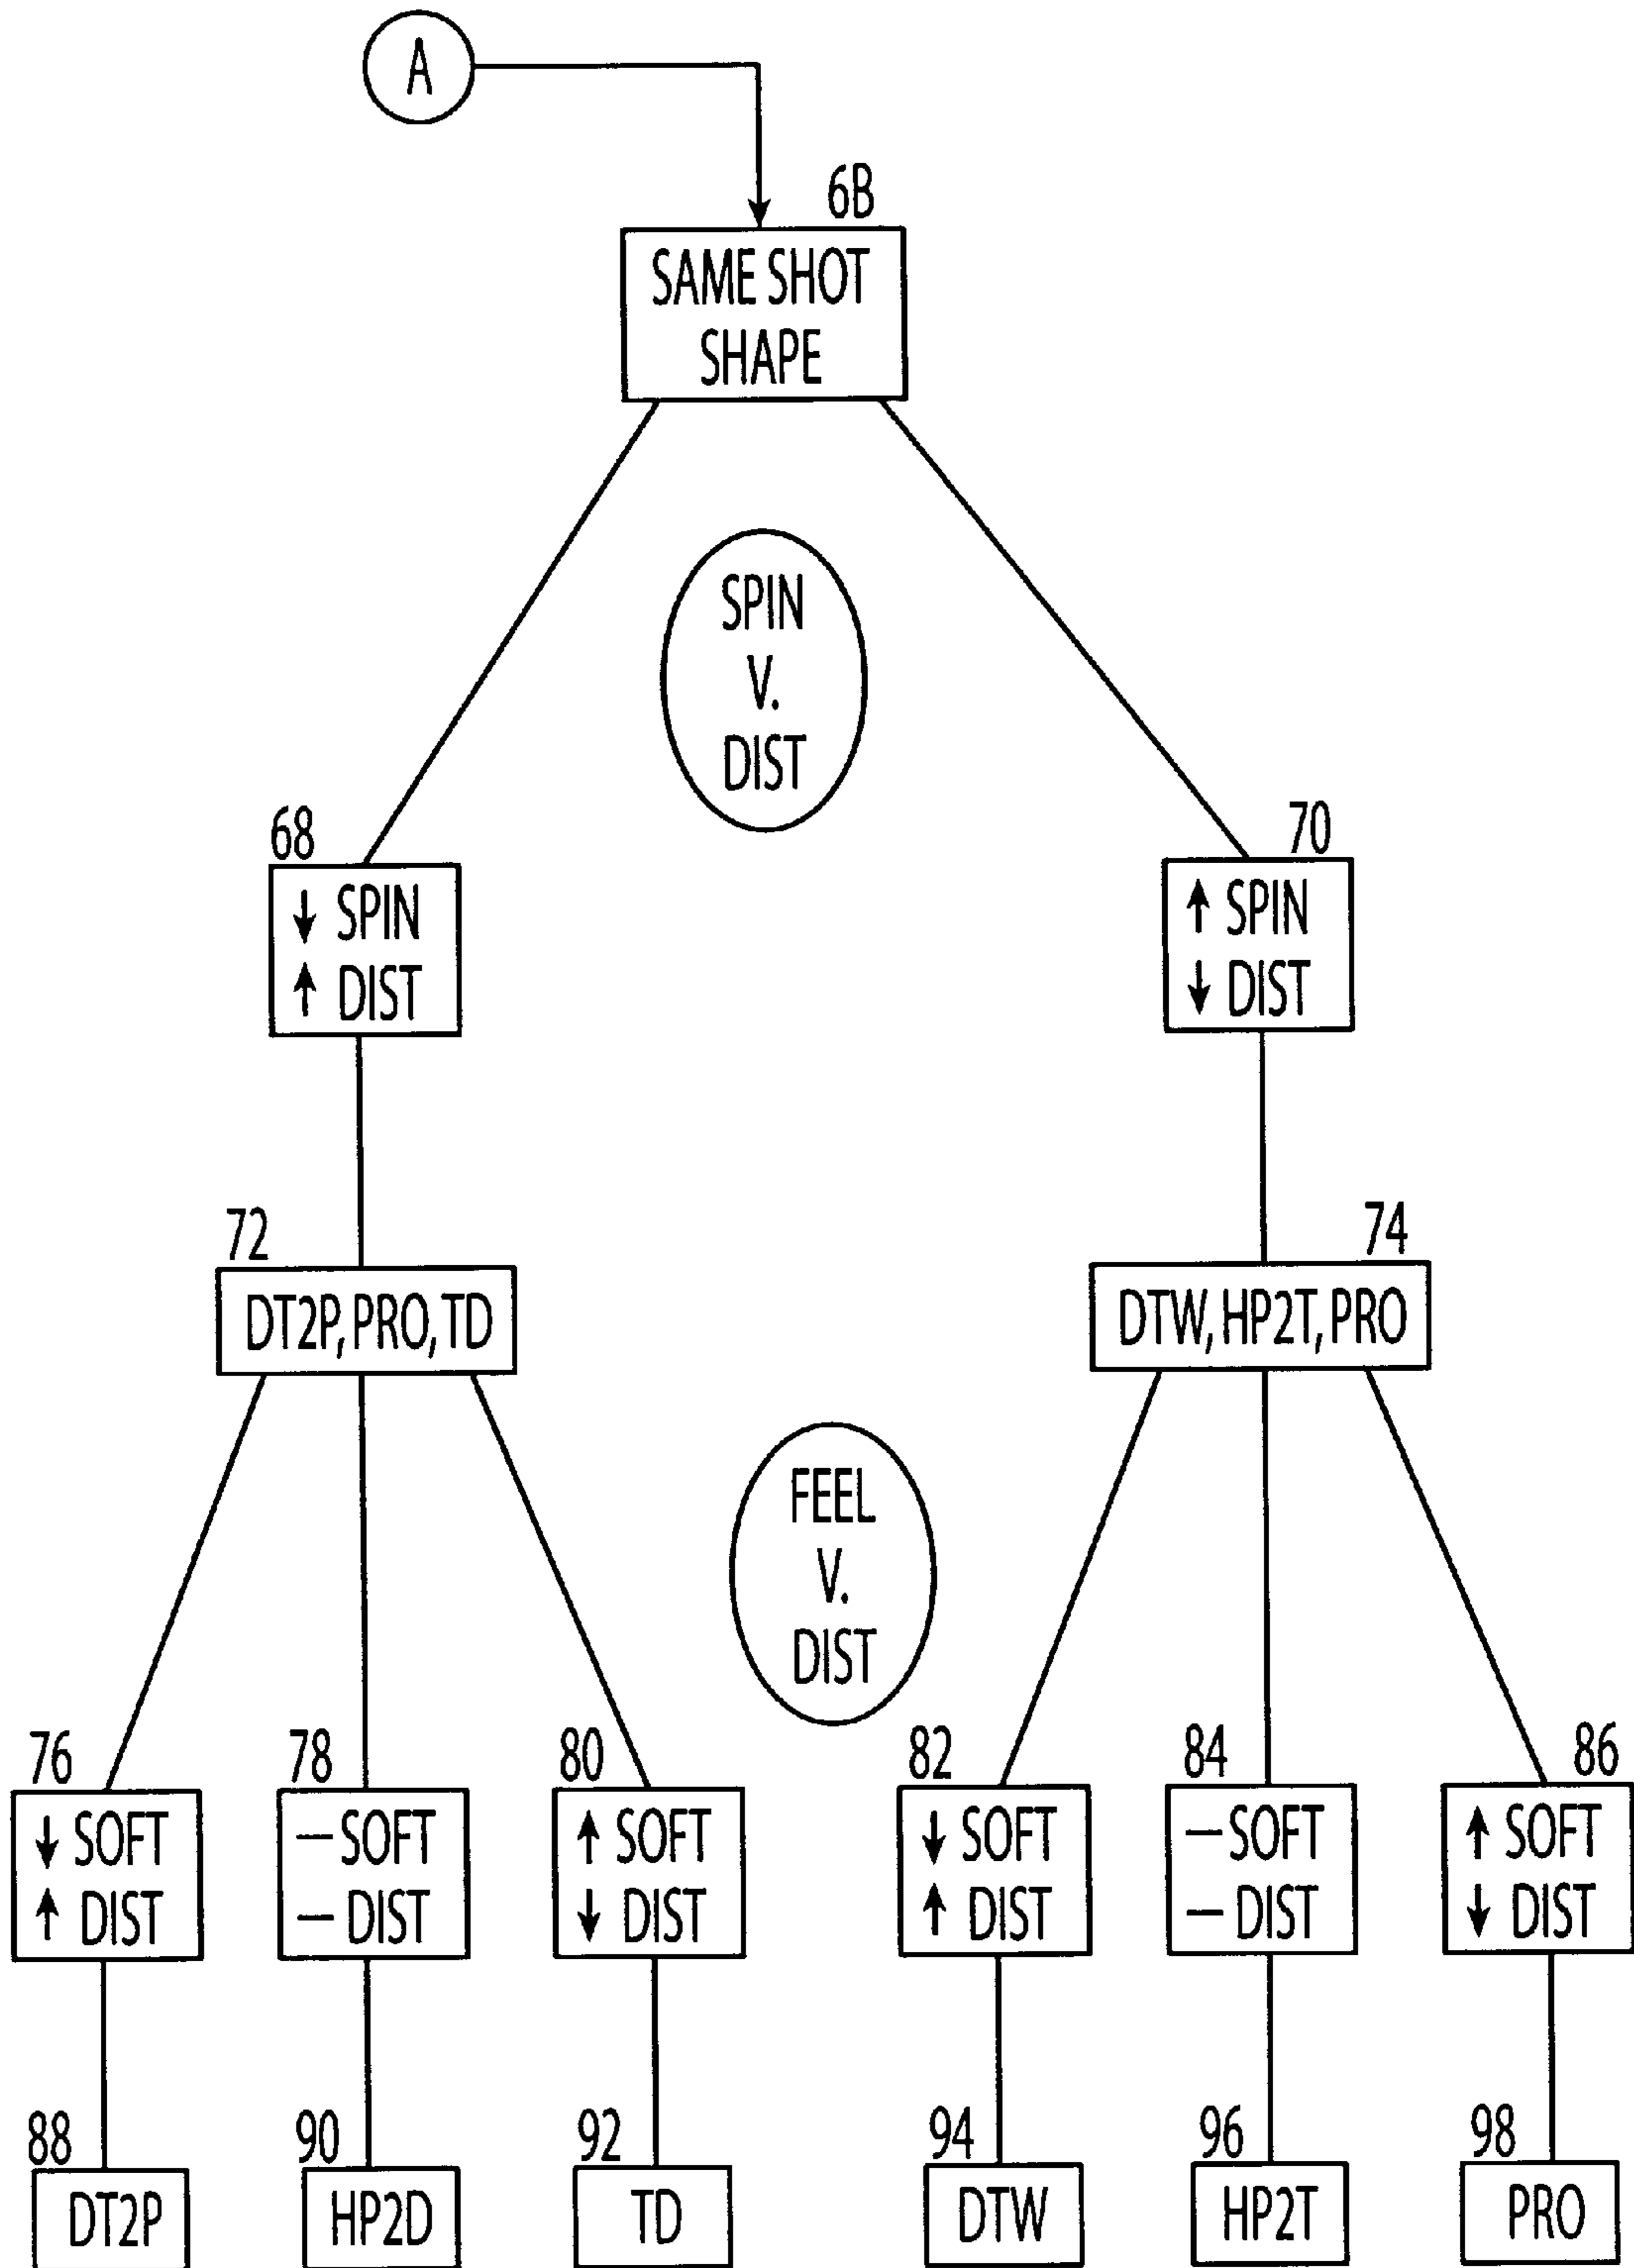 A
6B
SAME SHOT
SHAPE
SPIN
V.
DIST
68
↓ SPIN
↑ DIST
70
↑ SPIN
↓ DIST
72
DT2P, PRO, TD
74
DTW, HP2T, PRO
FEEL
V.
DIST
76
↓ SOFT
↑ DIST
78
— SOFT
— DIST
80
↑ SOFT
↓ DIST
82
↓ SOFT
↑ DIST
84
— SOFT
— DIST
86
↑ SOFT
↓ DIST
88
DT2P
90
HP2D
92
TD
94
DTW
96
HP2T
98
PRO